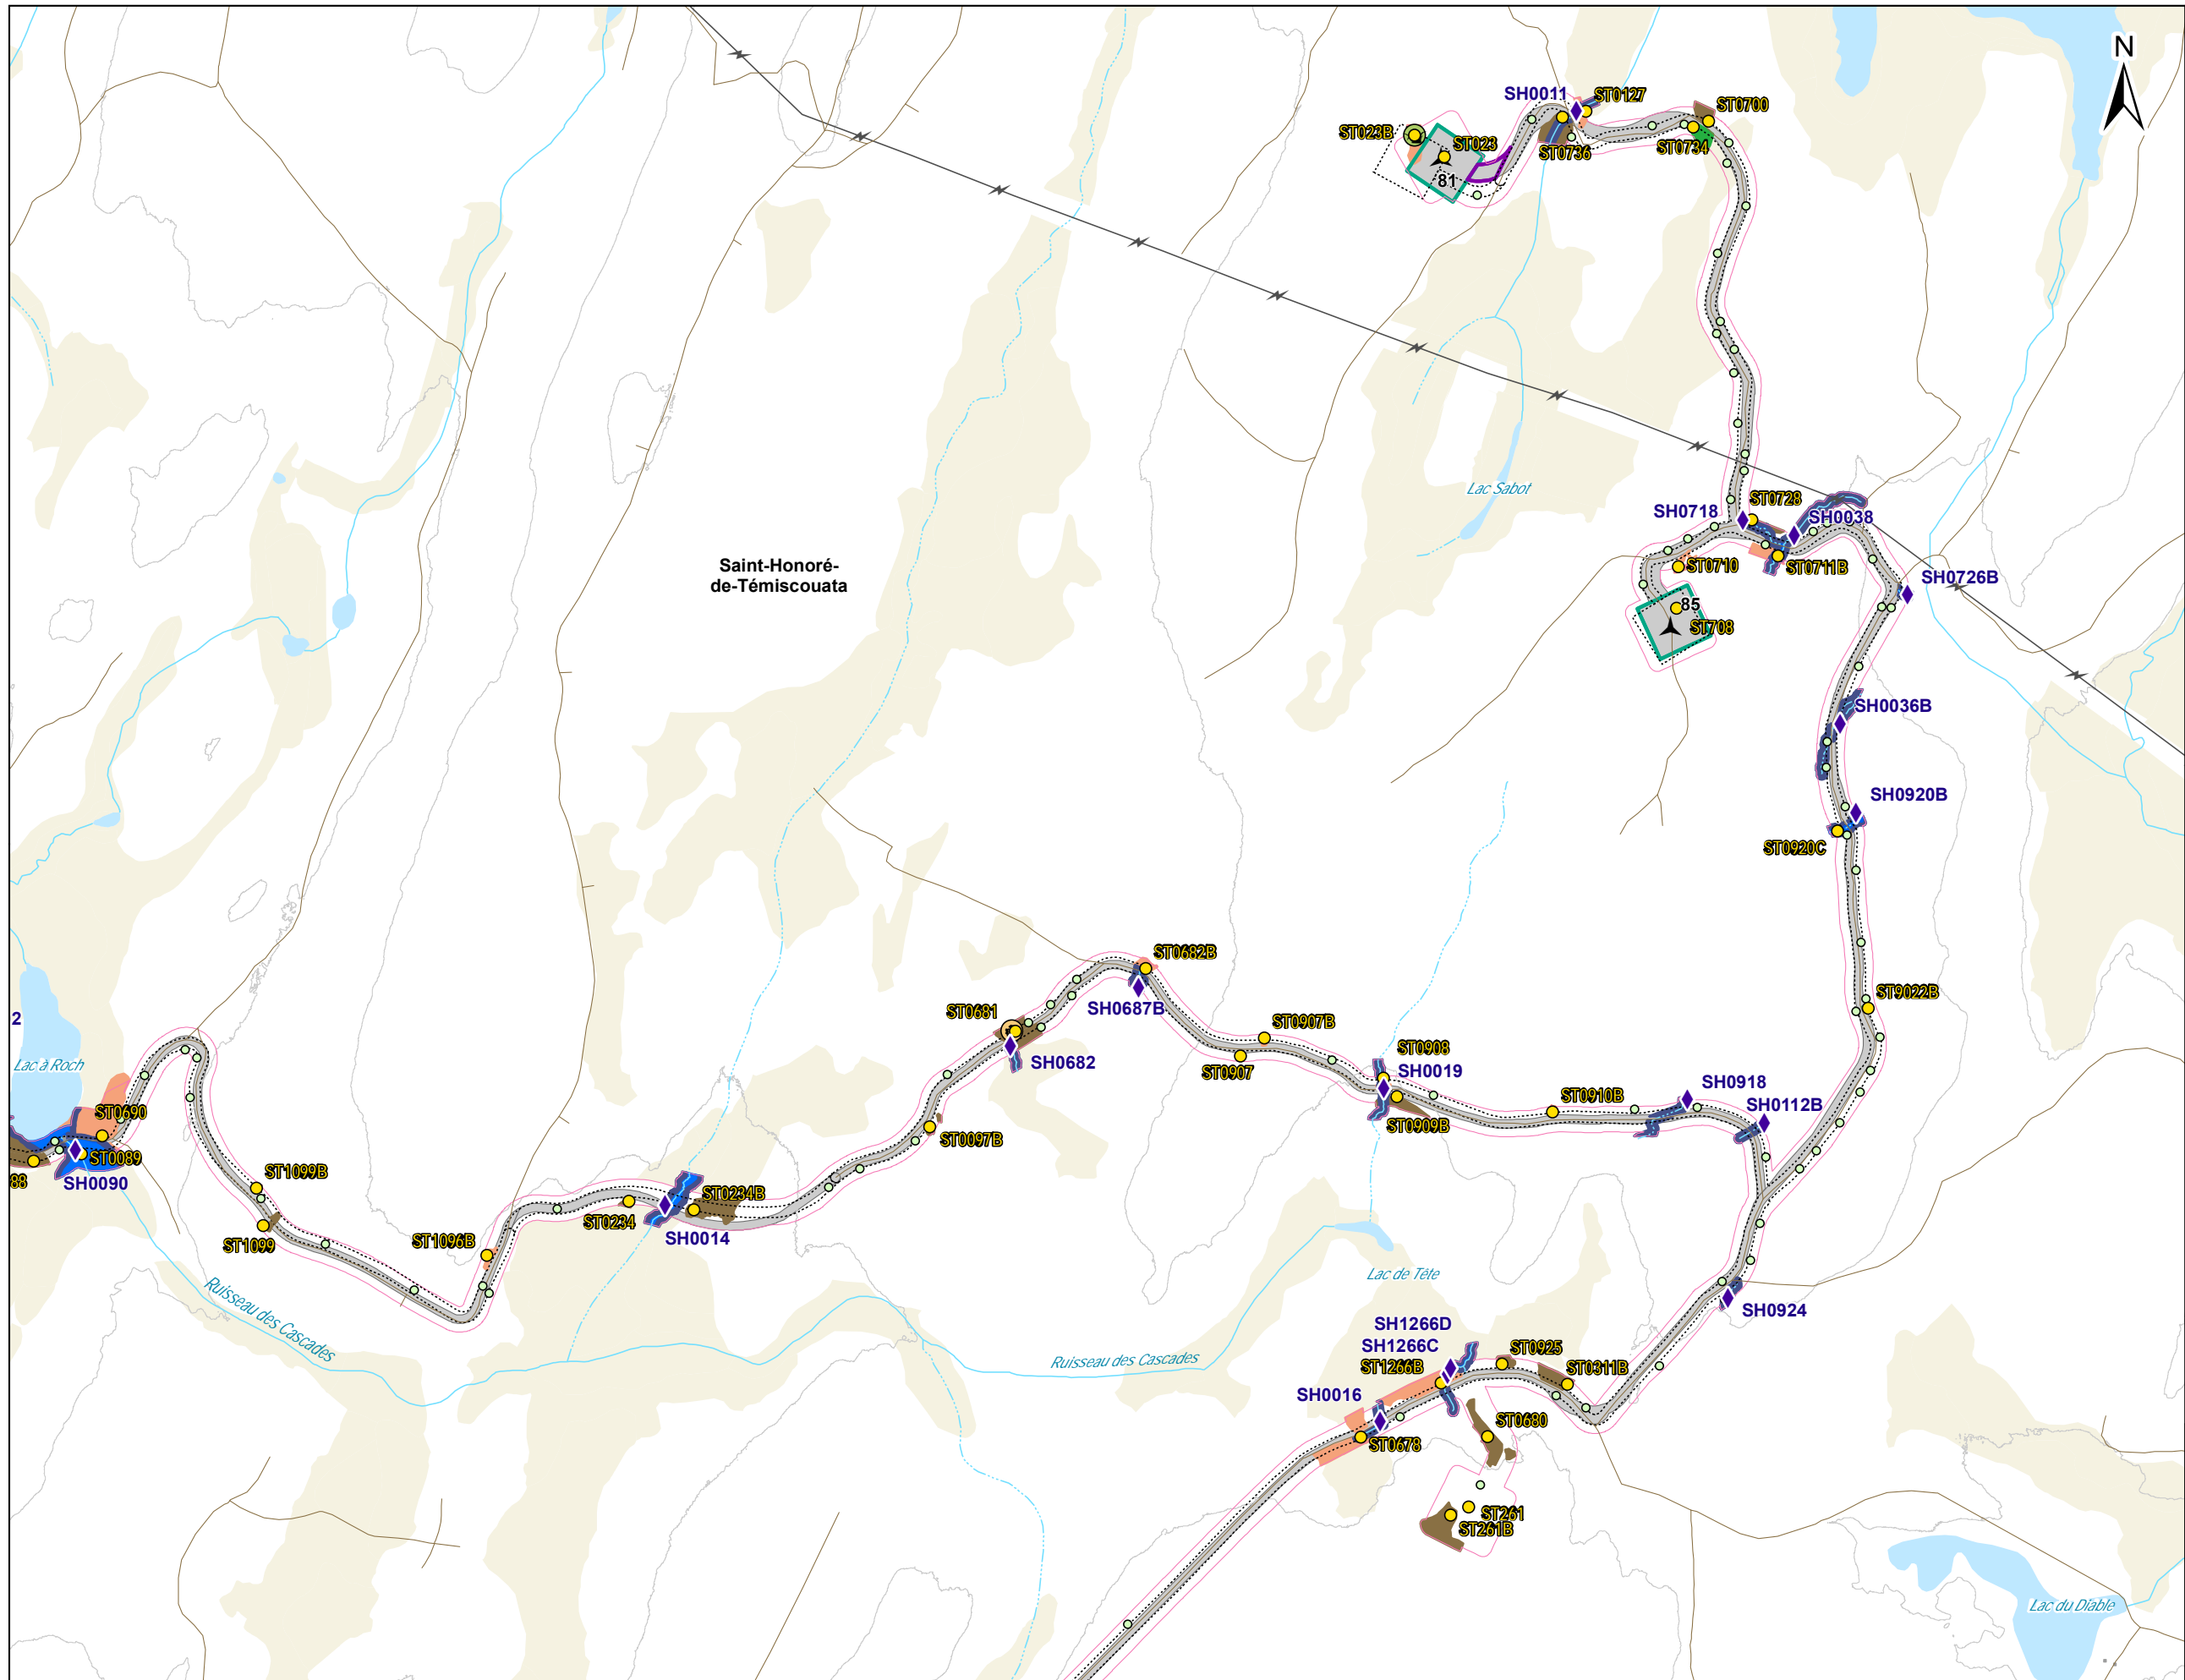 N
SH0011
ST0127
ST0700
ST023B
ST023
ST0736
ST0734
81
Lac Sabot
ST0728
SH0718
SH0038
ST0710
ST0711B
SH0726B
Saint-Honoré-
de-Témiscouata
85
ST708
SH0036B
SH0920B
ST0920C
ST0682B
SH0687B
ST9022B
ST0681
2
SH0682
ST0907B
ST0907
ST0908
SH0019
Lac à Roch
ST0690
ST0910B
SH0918
SH0112B
ST0909B
ST0097B
ST0089
88
SH0090
ST1099B
ST0234B
ST0234
SH0014
ST1099
ST1096B
Lac de Tête
Ruisseau des Cascades
SH0924
SH1266D
SH1266C
ST1266B
Ruisseau des Cascades
ST0925
ST0311B
SH0016
ST0680
ST0678
ST261
ST261B
Lac du Diable